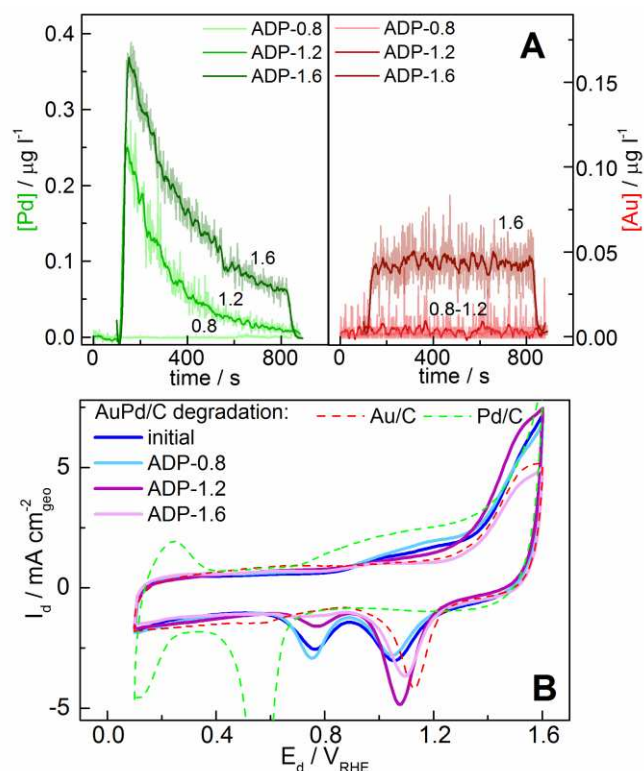 ADP-0.8
ADP-1.2
ADP-1.6
ADP-0.8
ADP-1.2
ADP-1.6
A
[Pd] / µg l⁻¹
0.4
0.3
0.2
0.1
0.0
1.6
1.2
0.8
0 400 800
time / s
1.6
0.8-1.2
0 400 800
time / s
0.15
0.10
0.05
0.00
[Au] / µg l⁻¹
AuPd/C degradation:
initial
ADP-0.8
ADP-1.2
ADP-1.6
Au/C
Pd/C
B
I_d / mA cm⁻²_geo
5
0
-5
0.0 0.4 0.8 1.2 1.6
E_d / V_RHE